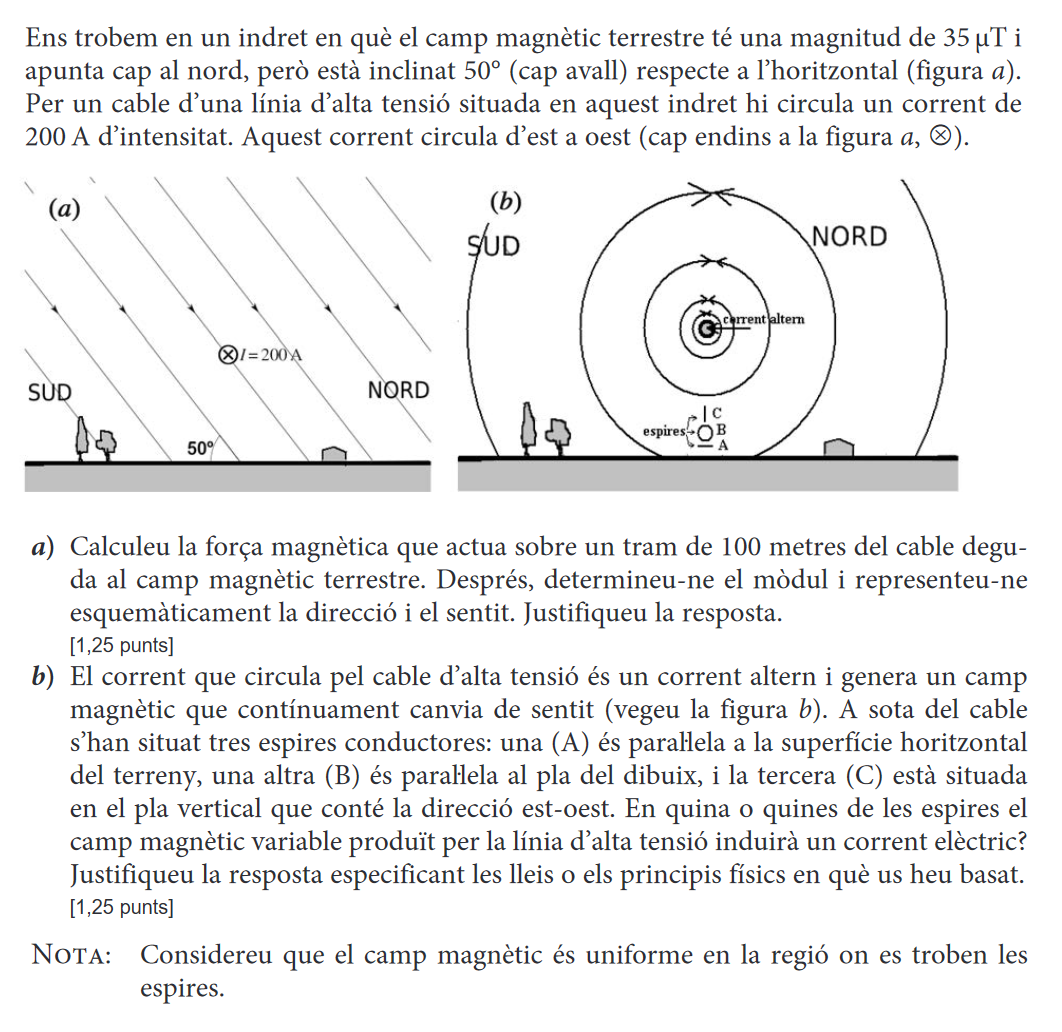 Ens trobem en un indret en què el camp magnètic terrestre té una magnitud de 35 µT i
apunta cap al nord, però està inclinat 50° (cap avall) respecte a l’horitzontal (figura a).
Per un cable d’una línia d’alta tensió situada en aquest indret hi circula un corrent de
200 A d’intensitat. Aquest corrent circula d’est a oest (cap endins a la figura a, ⊗).
(a)
I = 200 A
SUD
NORD
50°
(b)
SUD
NORD
corrent altern
C
espires
B
A
a) Calculeu la força magnètica que actua sobre un tram de 100 metres del cable degu-
da al camp magnètic terrestre. Després, determineu-ne el mòdul i representeu-ne
esquemàticament la direcció i el sentit. Justifiqueu la resposta.
[1,25 punts]
b) El corrent que circula pel cable d’alta tensió és un corrent altern i genera un camp
magnètic que contínuament canvia de sentit (vegeu la figura b). A sota del cable
s’han situat tres espires conductores: una (A) és paral·lela a la superfície horitzontal
del terreny, una altra (B) és paral·lela al pla del dibuix, i la tercera (C) està situada
en el pla vertical que conté la direcció est-oest. En quina o quines de les espires el
camp magnètic variable produït per la línia d’alta tensió induirà un corrent elèctric?
Justifiqueu la resposta especificant les lleis o els principis físics en què us heu basat.
[1,25 punts]
NOTA: Considereu que el camp magnètic és uniforme en la regió on es troben les
espires.